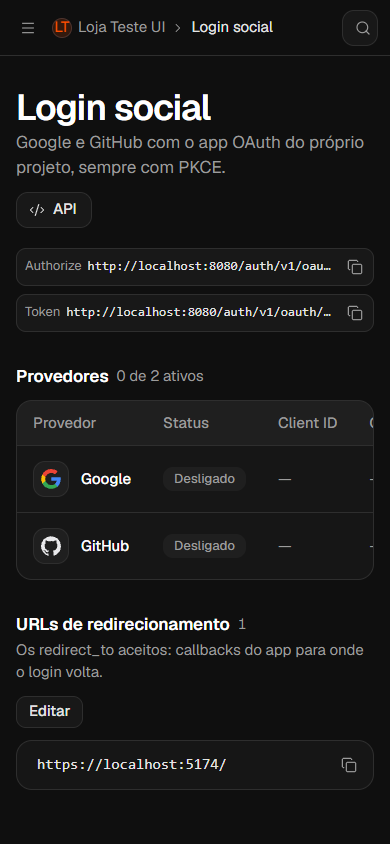 LT Loja Teste UI > Login social
Login social
Google e GitHub com o app OAuth do próprio
projeto, sempre com PKCE.
</> API
Authorize http://localhost:8080/auth/v1/oau…
Token http://localhost:8080/auth/v1/oauth/…
Provedores 0 de 2 ativos
Provedor Status Client ID
Google Desligado —
GitHub Desligado —
URLs de redirecionamento 1
Os redirect_to aceitos: callbacks do app para onde
o login volta.
Editar
https://localhost:5174/